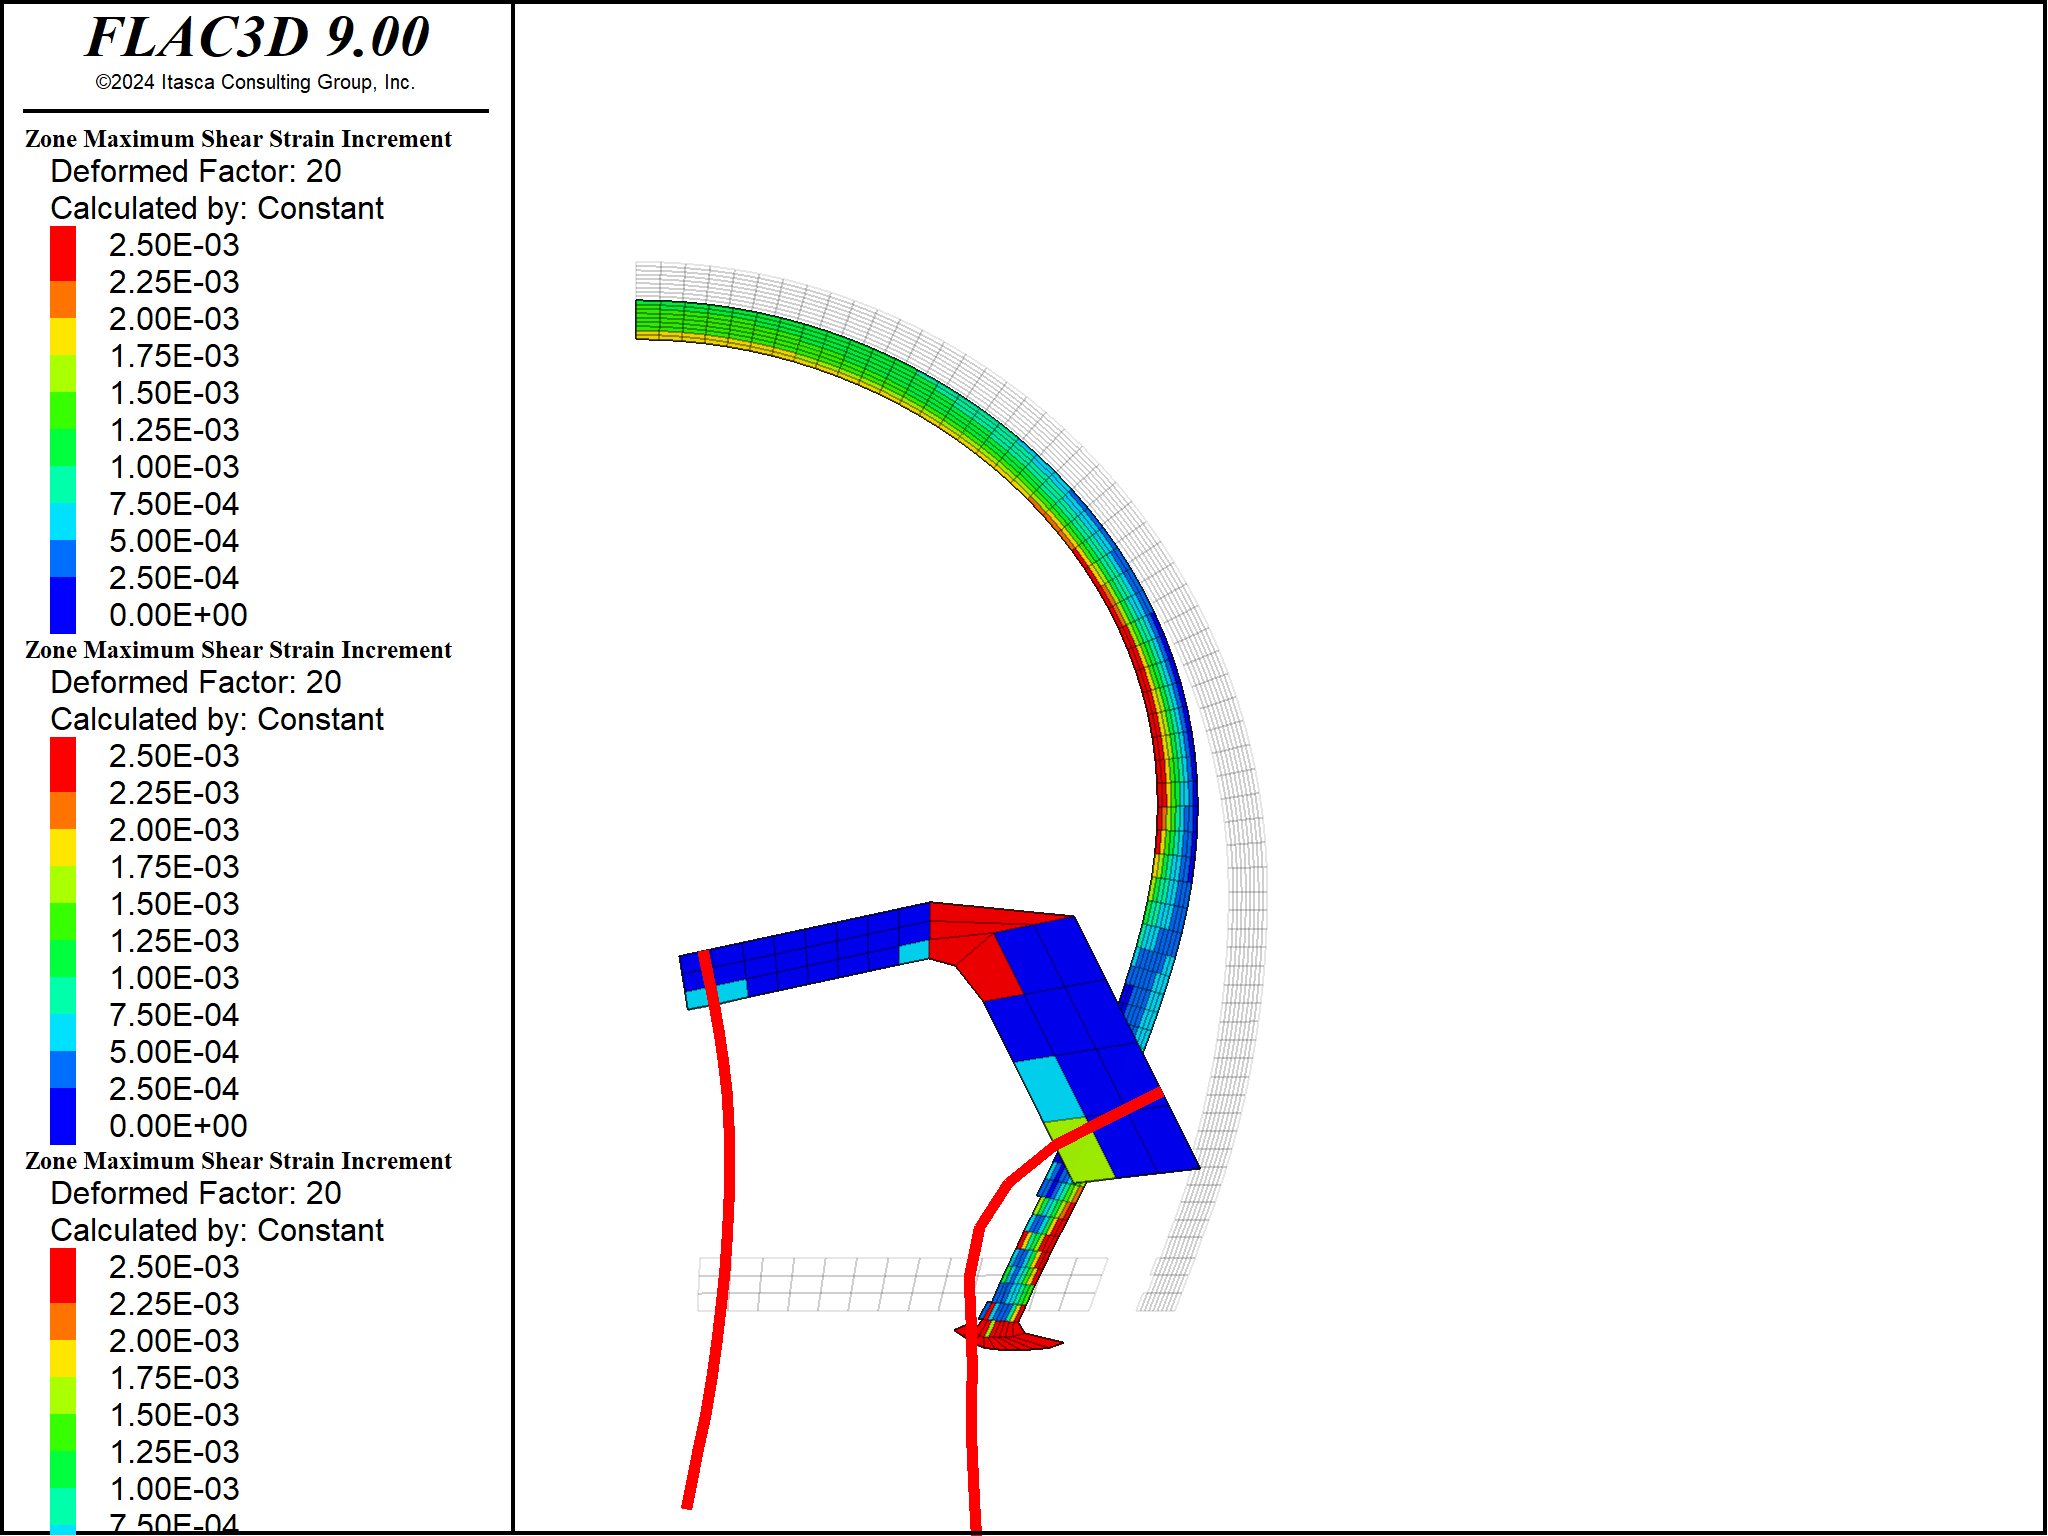 FLAC3D 9.00
©2024 Itasca Consulting Group, Inc.
Zone Maximum Shear Strain Increment
Deformed Factor: 20
Calculated by: Constant
2.50E-03
2.25E-03
2.00E-03
1.75E-03
1.50E-03
1.25E-03
1.00E-03
7.50E-04
5.00E-04
2.50E-04
0.00E+00
Zone Maximum Shear Strain Increment
Deformed Factor: 20
Calculated by: Constant
2.50E-03
2.25E-03
2.00E-03
1.75E-03
1.50E-03
1.25E-03
1.00E-03
7.50E-04
5.00E-04
2.50E-04
0.00E+00
Zone Maximum Shear Strain Increment
Deformed Factor: 20
Calculated by: Constant
2.50E-03
2.25E-03
2.00E-03
1.75E-03
1.50E-03
1.25E-03
1.00E-03
7.50E-04